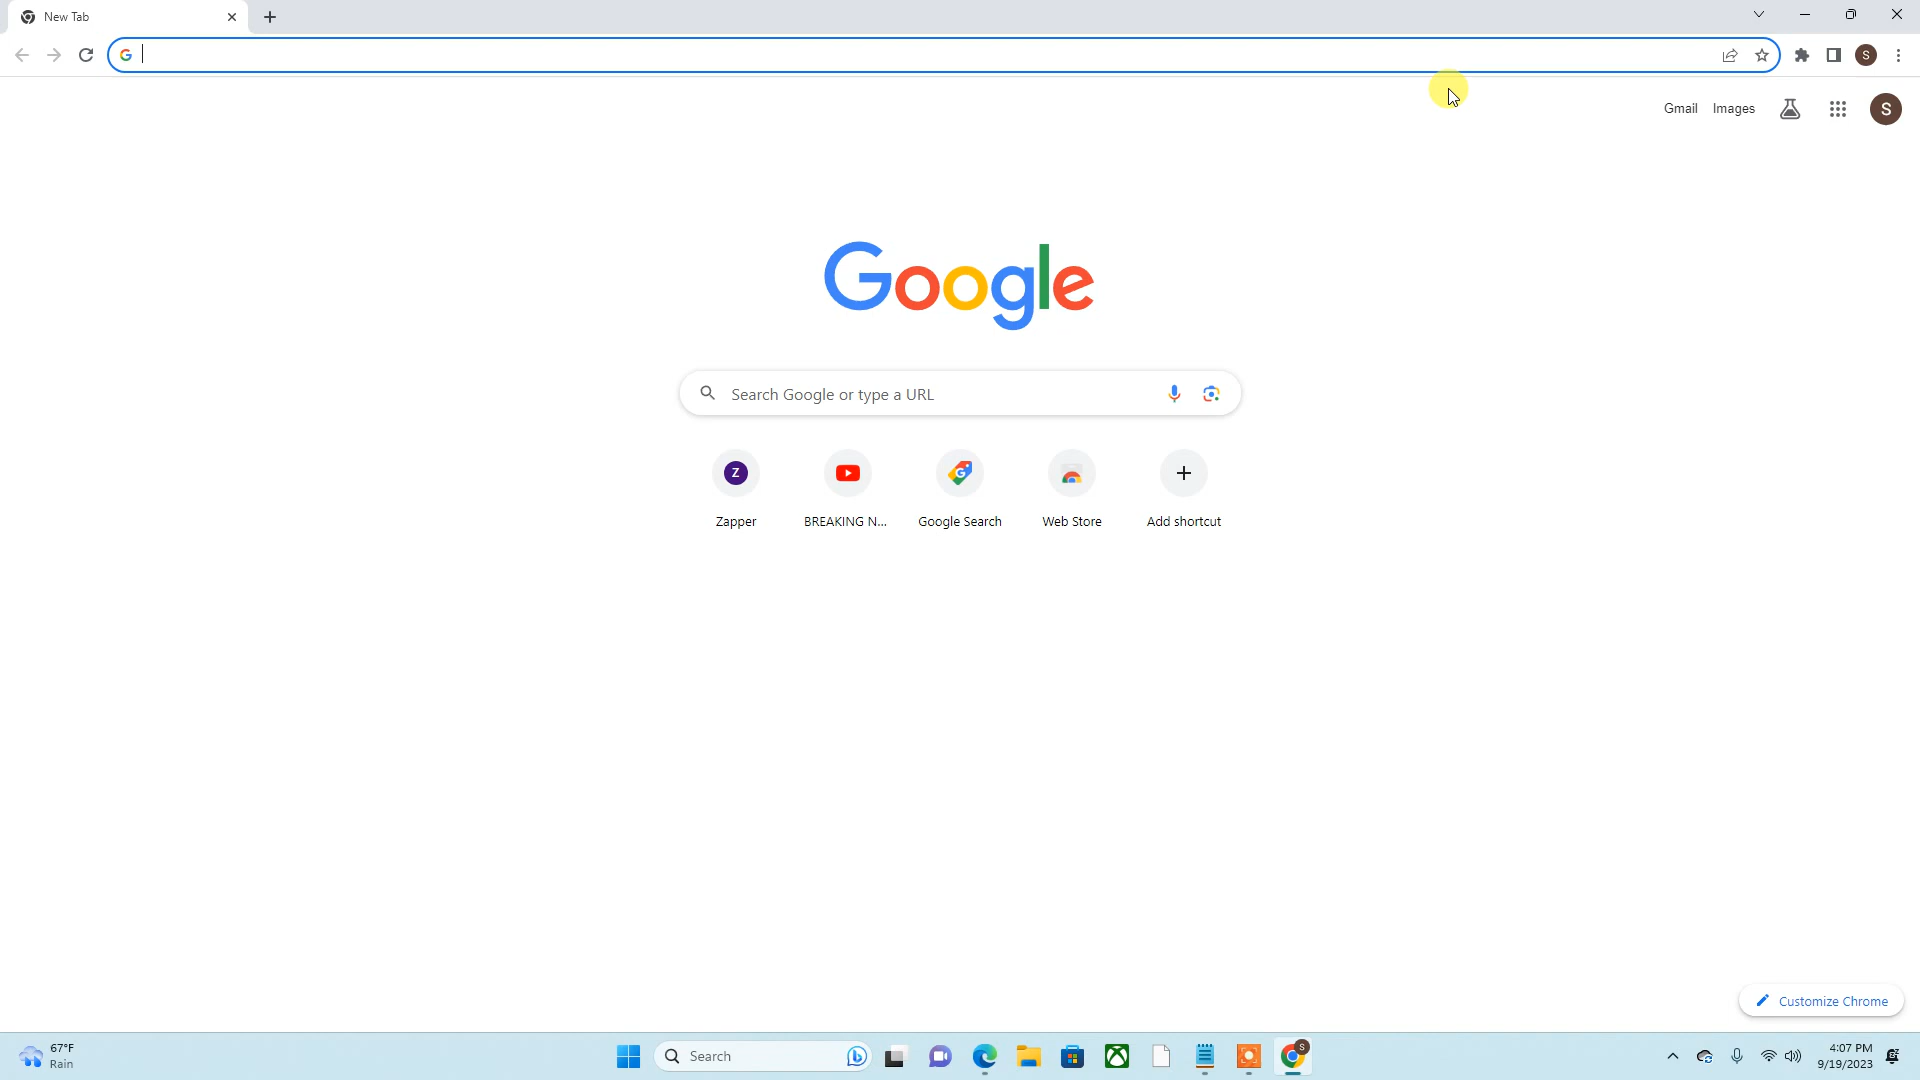 New Tab
Gmail
Images
S
Google
Search Google or type a URL
Z
Zapper
BREAKING N...
Google Search
Web Store
Add shortcut
Customize Chrome
67°F
Rain
Search
4:07 PM
9/19/2023